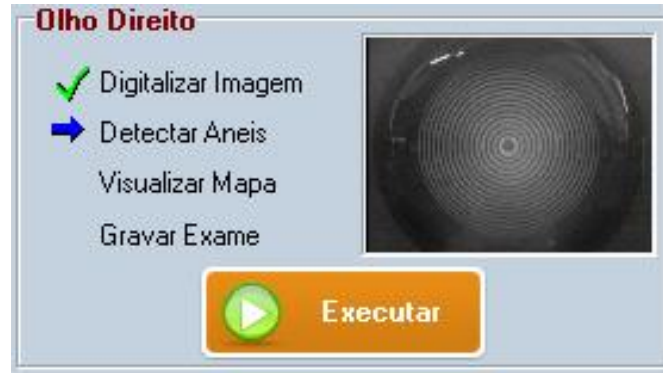 Olho Direito
Digitalizar Imagem
Detectar Aneis
Visualizar Mapa
Gravar Exame
Executar